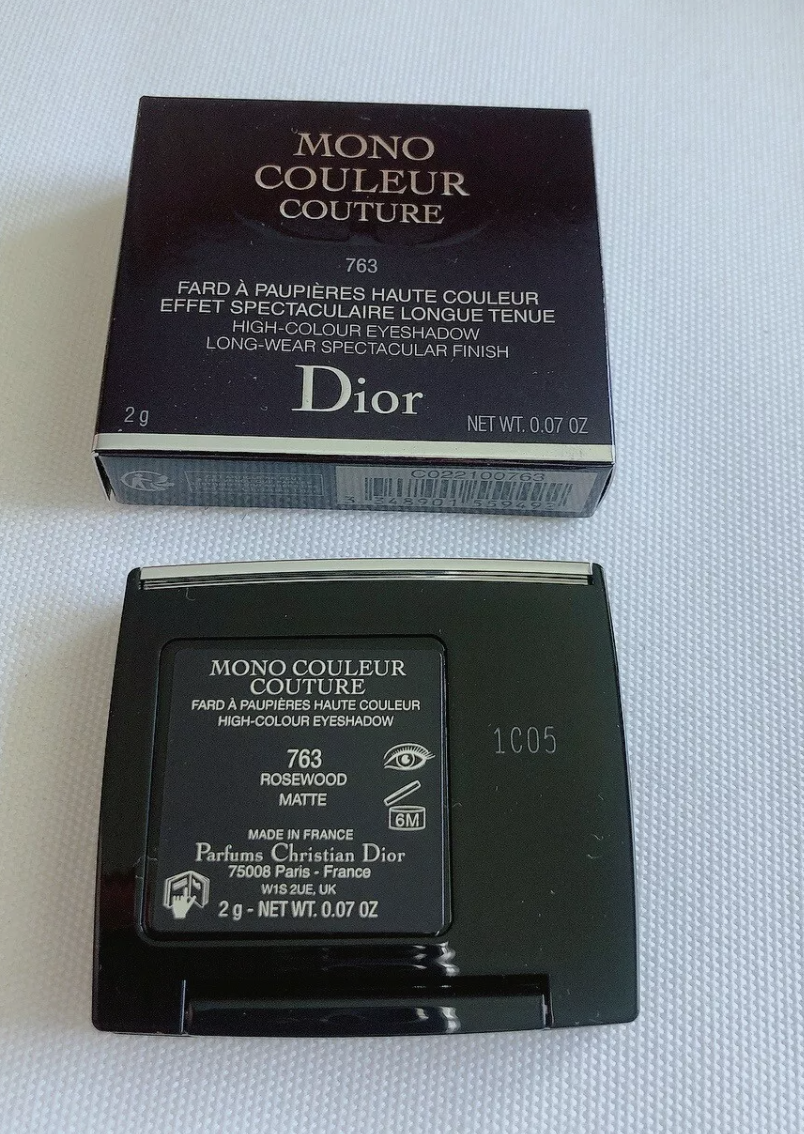 MONO
COULEUR
COUTURE
763
FARD À PAUPIÈRES HAUTE COULEUR
EFFET SPECTACULAIRE LONGUE TENUE
HIGH-COLOUR EYESHADOW
LONG-WEAR SPECTACULAR FINISH
Dior
2 g
NET WT. 0.07 OZ
C022100763
MONO COULEUR
COUTURE
FARD À PAUPIÈRES HAUTE COULEUR
HIGH-COLOUR EYESHADOW
763
ROSEWOOD
MATTE
6M
MADE IN FRANCE
Parfums Christian Dior
75008 Paris - France
W1S 2UE, UK
2 g - NET WT. 0.07 OZ
1C05